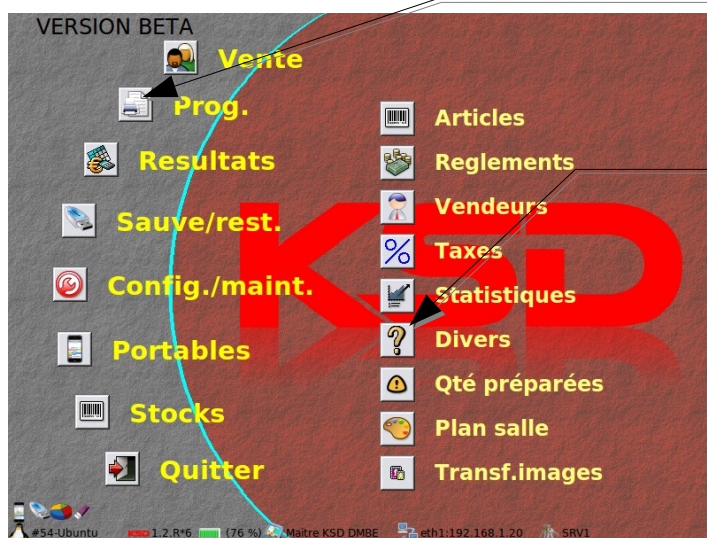 VERSION BETA
Vente
Prog.
Resultats
Sauve/rest.
Config./maint.
Portables
Stocks
Quitter
Articles
Reglements
Vendeurs
Taxes
Statistiques
Divers
Qté préparées
Plan salle
Transf.images
KSD
#54-Ubuntu KSD 1.2.R*6 (76 %) Maitre KSD DMBE eth1:192.168.1.20 SRV1